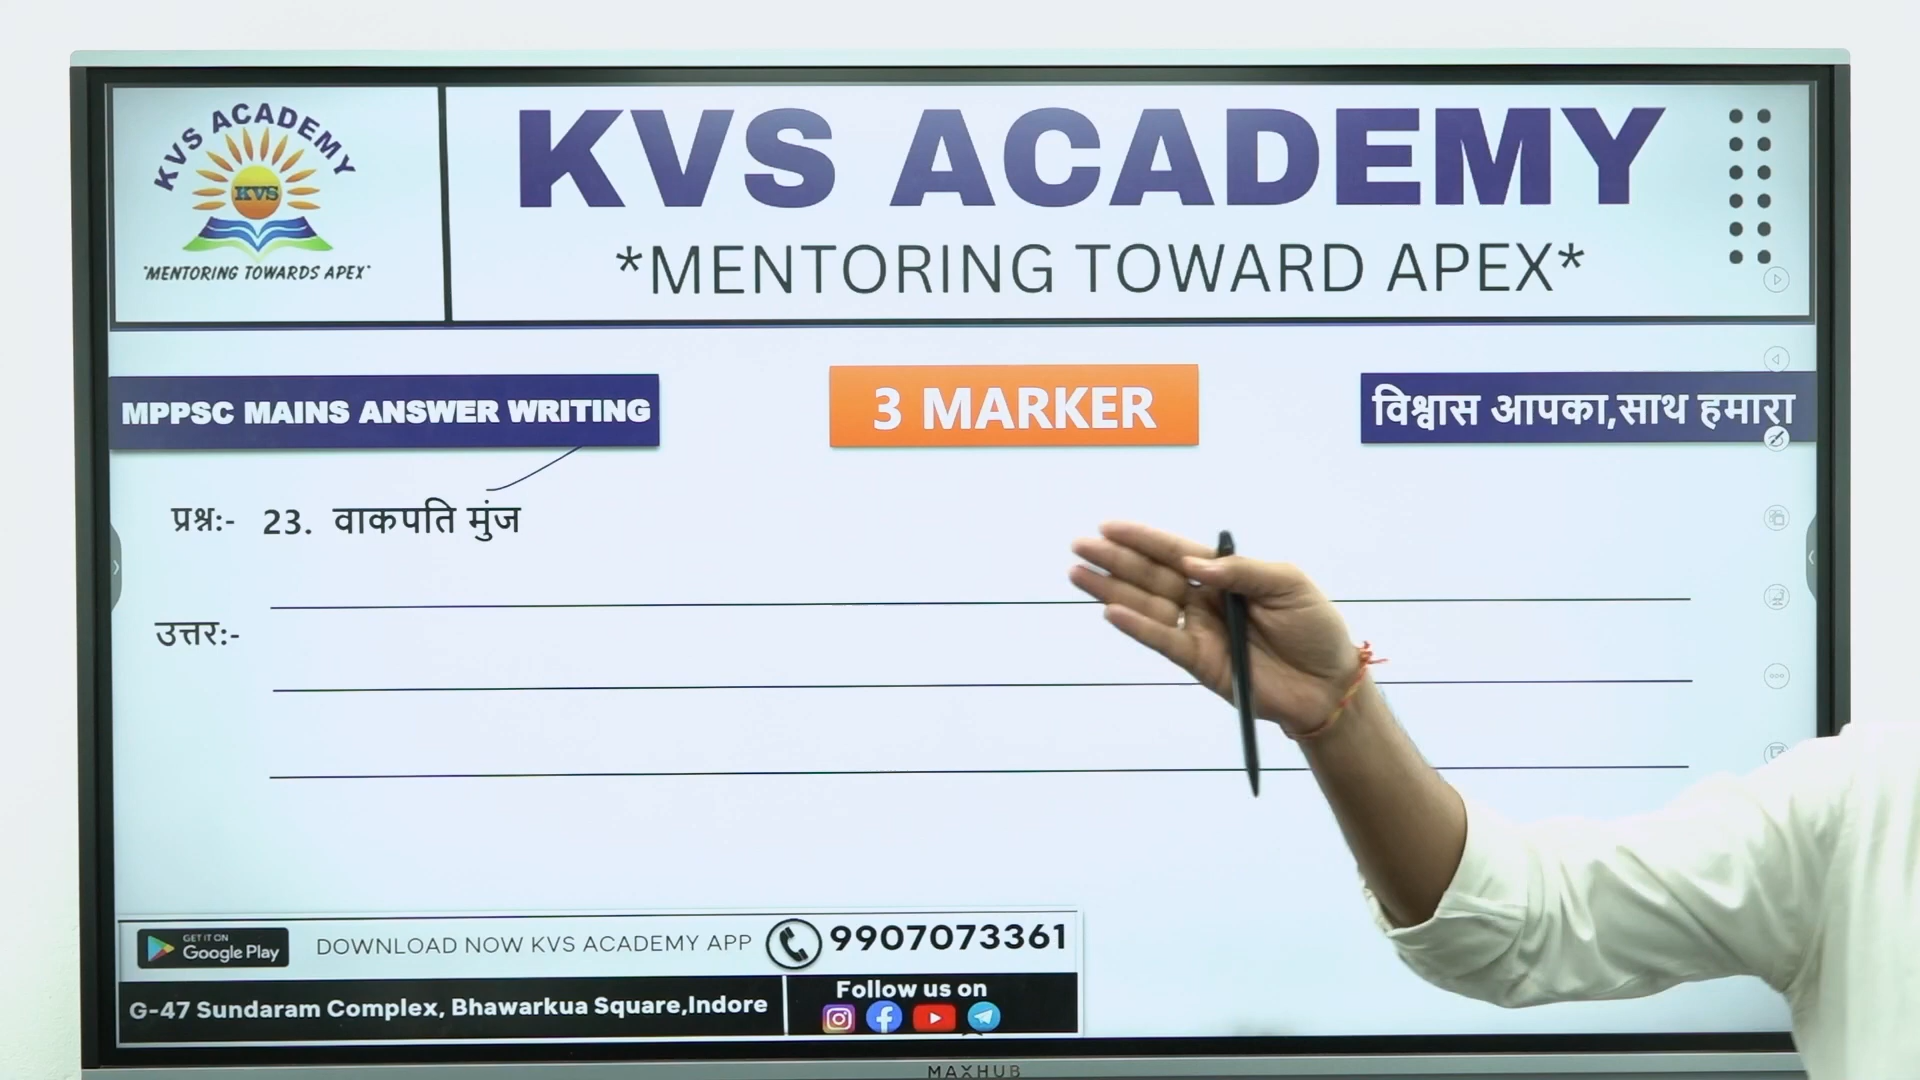 KVS ACADEMY
KVS
"MENTORING TOWARDS APEX"
KVS ACADEMY
*MENTORING TOWARD APEX*
MPPSC MAINS ANSWER WRITING
3 MARKER
विश्वास आपका,साथ हमारा
प्रश्न:- 23. वाकपति मुंज
उत्तर:-
GET IT ON
Google Play
DOWNLOAD NOW KVS ACADEMY APP
9907073361
G-47 Sundaram Complex, Bhawarkua Square,Indore
Follow us on
MAXHUB